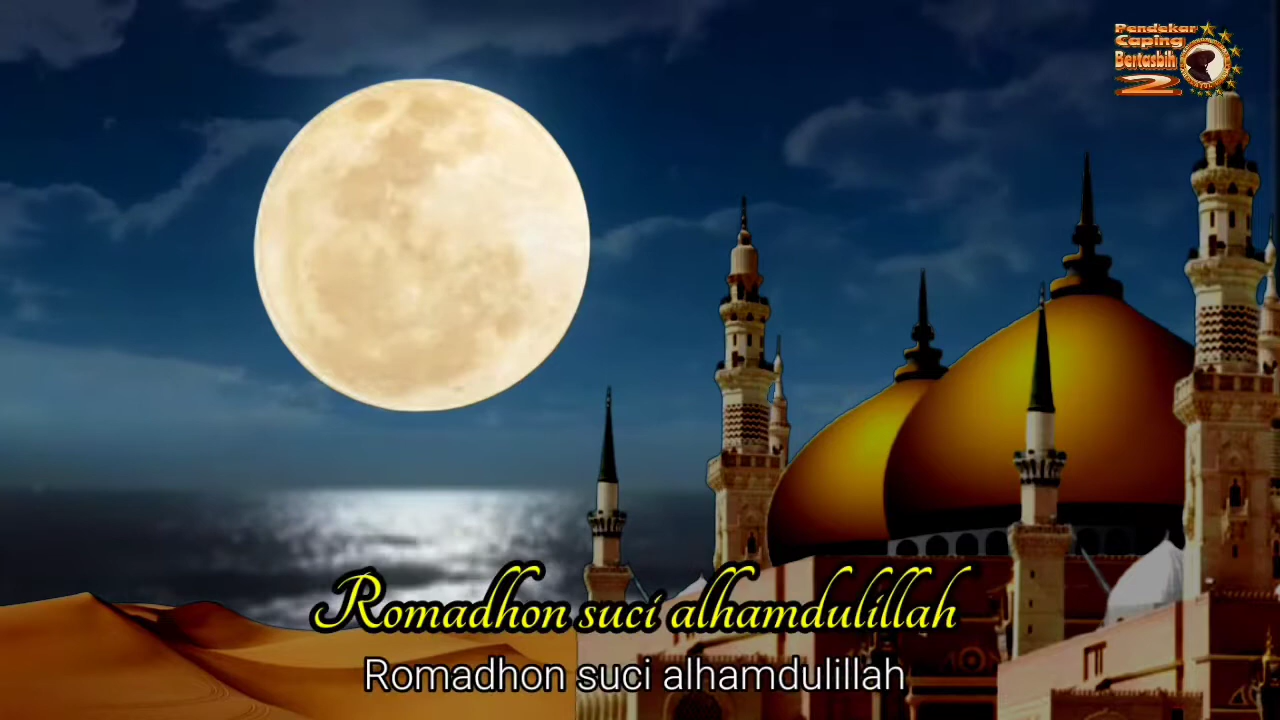 Pendekar
Caping
Bertasbih
2
Romadhon suci alhamdulillah
Romadhon suci alhamdulillah